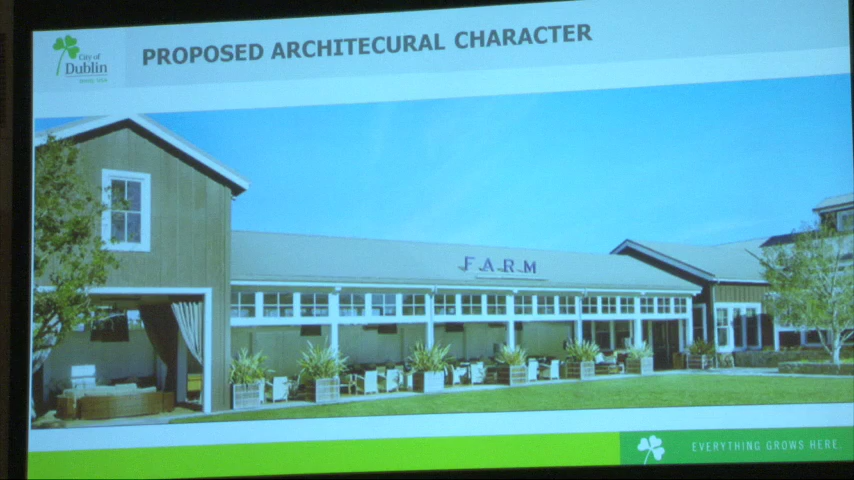 City of
Dublin
PROPOSED ARCHITECURAL CHARACTER
FARM
EVERYTHING GROWS HERE.